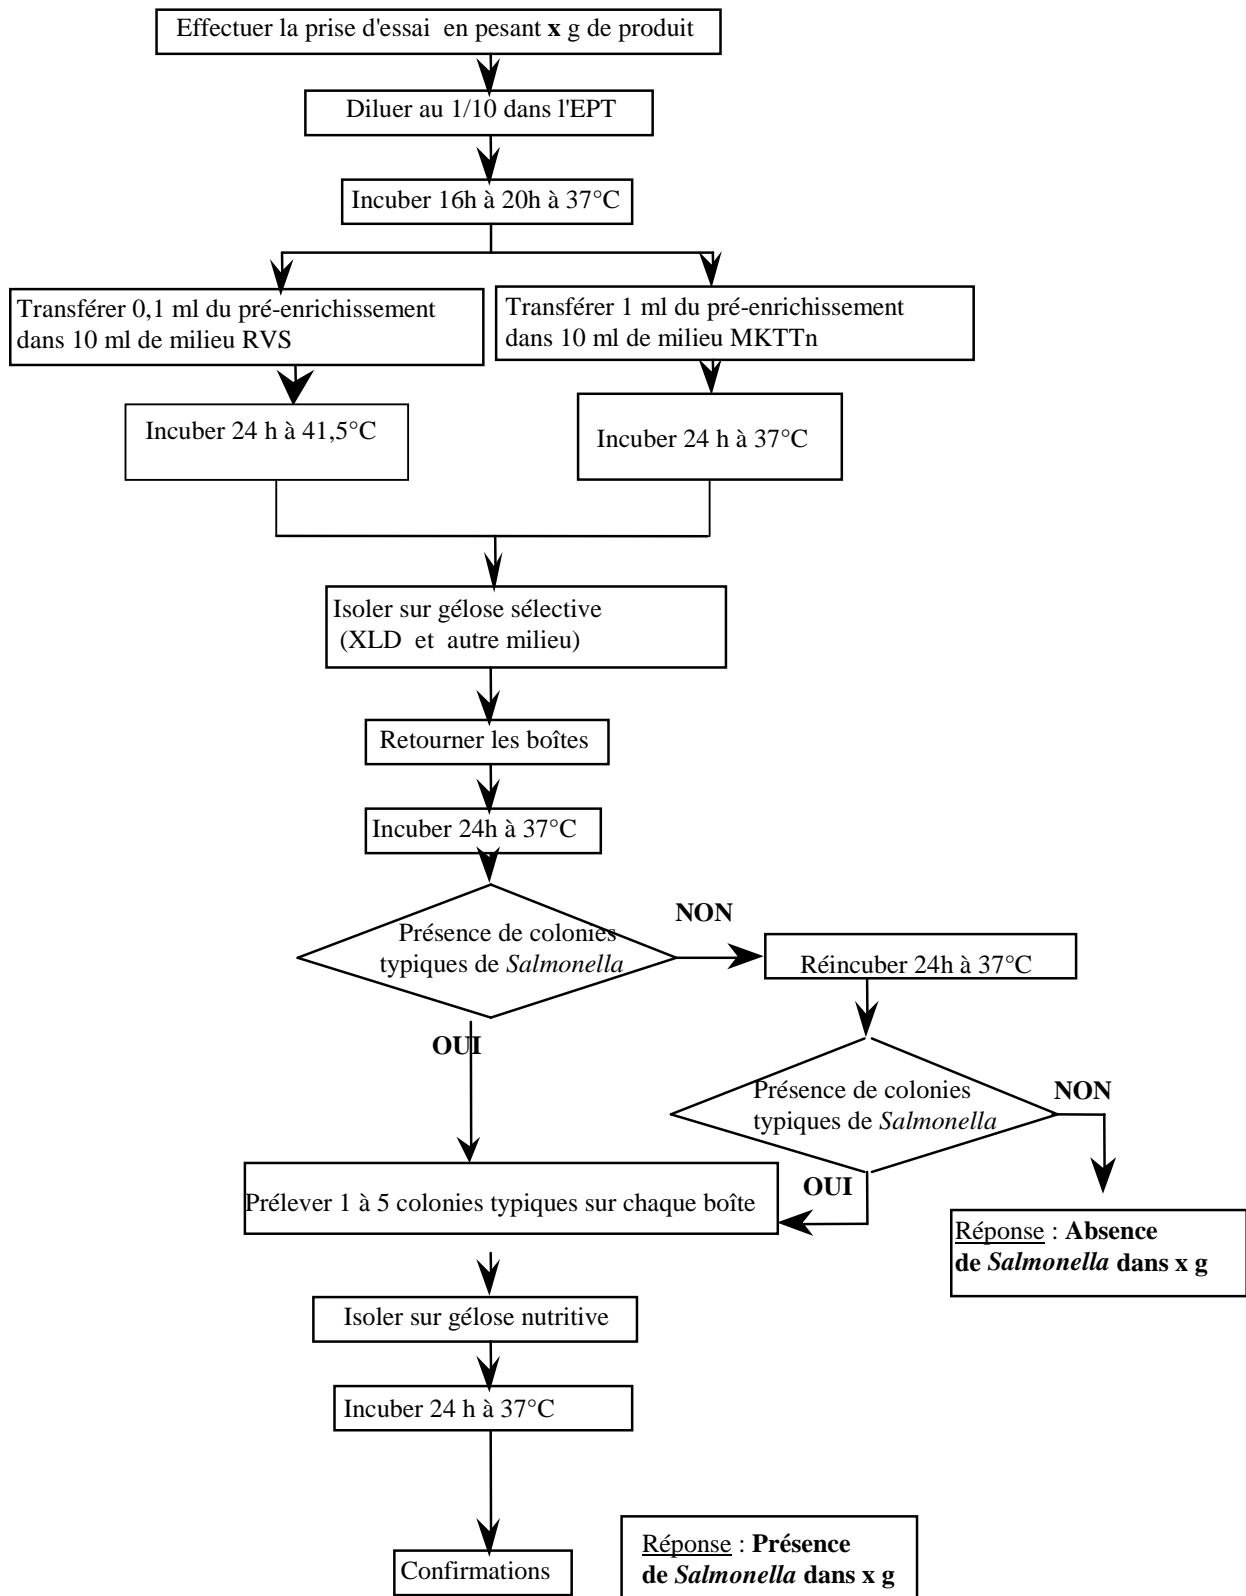 Effectuer la prise d'essai en pesant x g de produit
Diluer au 1/10 dans l'EPT
Incuber 16h à 20h à 37°C
Transférer 0,1 ml du pré-enrichissement
dans 10 ml de milieu RVS
Transférer 1 ml du pré-enrichissement
dans 10 ml de milieu MKTTn
Incuber 24 h à 41,5°C
Incuber 24 h à 37°C
Isoler sur gélose sélective
(XLD et autre milieu)
Retourner les boîtes
Incuber 24h à 37°C
Présence de colonies
typiques de Salmonella
NON
Réincuber 24h à 37°C
OUI
Présence de colonies
typiques de Salmonella
NON
OUI
Prélever 1 à 5 colonies typiques sur chaque boîte
Réponse : Absence
de Salmonella dans x g
Isoler sur gélose nutritive
Incuber 24 h à 37°C
Confirmations
Réponse : Présence
de Salmonella dans x g